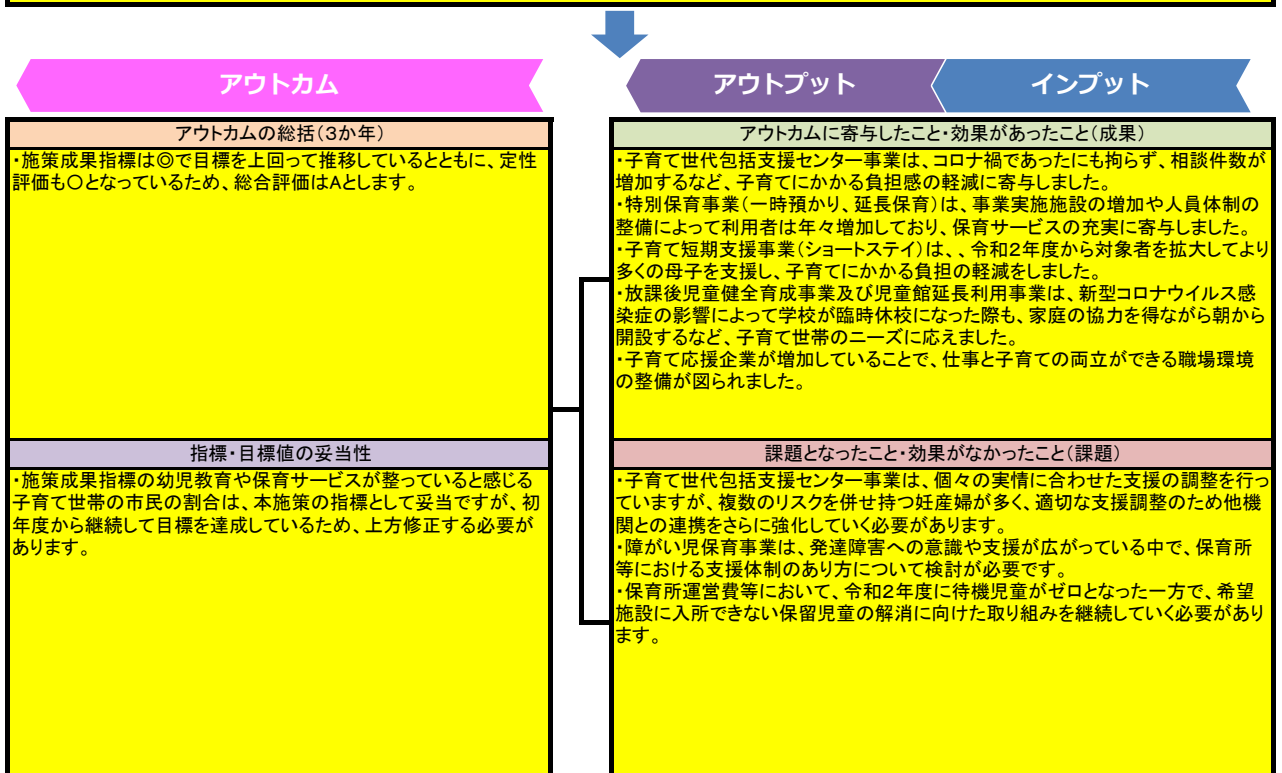 アウトカム
アウトプット
インプット
アウトカムの総括(3か年)
・施策成果指標は◎で目標を上回って推移しているとともに、定性
評価も〇となっているため、総合評価はAとします。
アウトカムに寄与したこと・効果があったこと(成果)
・子育て世代包括支援センター事業は、コロナ禍であったにも拘らず、相談件数が
増加するなど、子育てにかかる負担感の軽減に寄与しました。
・特別保育事業(一時預かり、延長保育)は、事業実施施設の増加や人員体制の
整備によって利用者は年々増加しており、保育サービスの充実に寄与しました。
・子育て短期支援事業(ショートステイ)は、、令和2年度から対象者を拡大してより
多くの母子を支援し、子育てにかかる負担の軽減をしました。
・放課後児童健全育成事業及び児童館延長利用事業は、新型コロナウイルス感
染症の影響によって学校が臨時休校になった際も、家庭の協力を得ながら朝から
開設するなど、子育て世帯のニーズに応えました。
・子育て応援企業が増加していることで、仕事と子育ての両立ができる職場環境
の整備が図られました。
指標・目標値の妥当性
・施策成果指標の幼児教育や保育サービスが整っていると感じる
子育て世帯の市民の割合は、本施策の指標として妥当ですが、初
年度から継続して目標を達成しているため、上方修正する必要が
あります。
課題となったこと・効果がなかったこと(課題)
・子育て世代包括支援センター事業は、個々の実情に合わせた支援の調整を行っ
ていますが、複数のリスクを併せ持つ妊産婦が多く、適切な支援調整のため他機
関との連携をさらに強化していく必要があります。
・障がい児保育事業は、発達障害への意識や支援が広がっている中で、保育所
等における支援体制のあり方について検討が必要です。
・保育所運営費等において、令和2年度に待機児童がゼロとなった一方で、希望
施設に入所できない保留児童の解消に向けた取り組みを継続していく必要があり
ます。